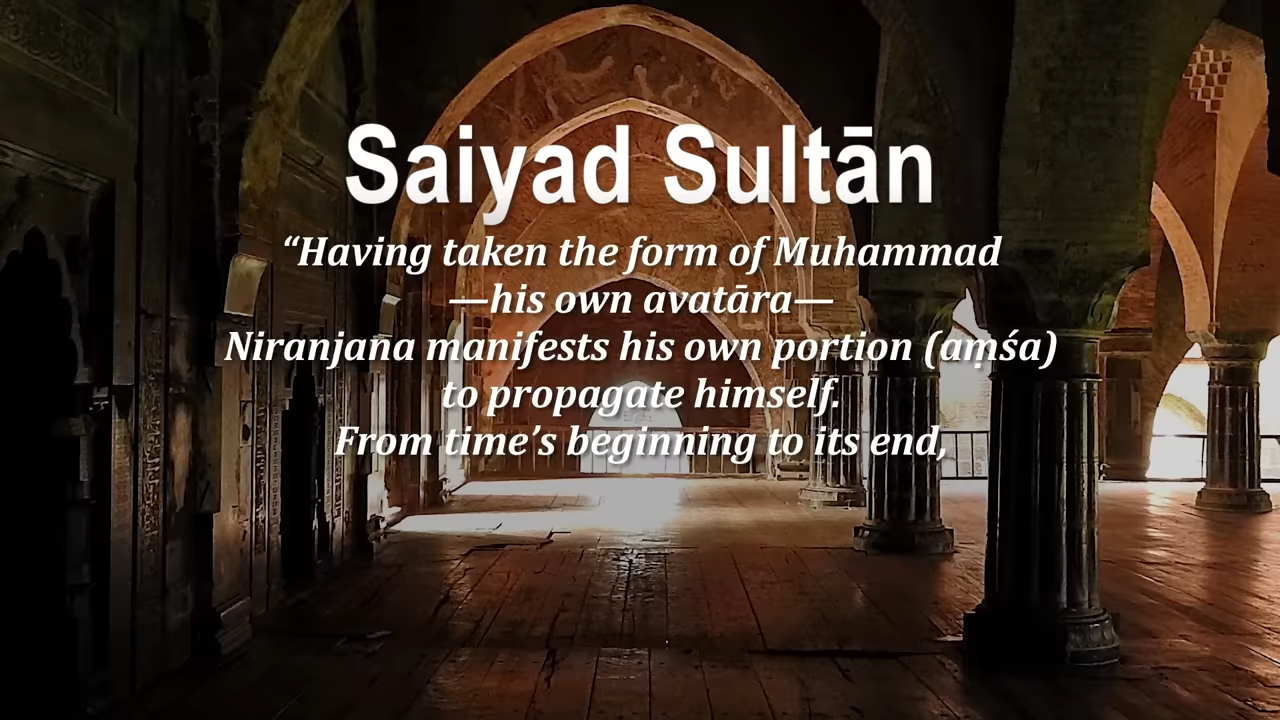 Saiyad Sultān
“Having taken the form of Muhammad
—his own avatāra—
Niranjana manifests his own portion (aṃśa)
to propagate himself.
From time’s beginning to its end,